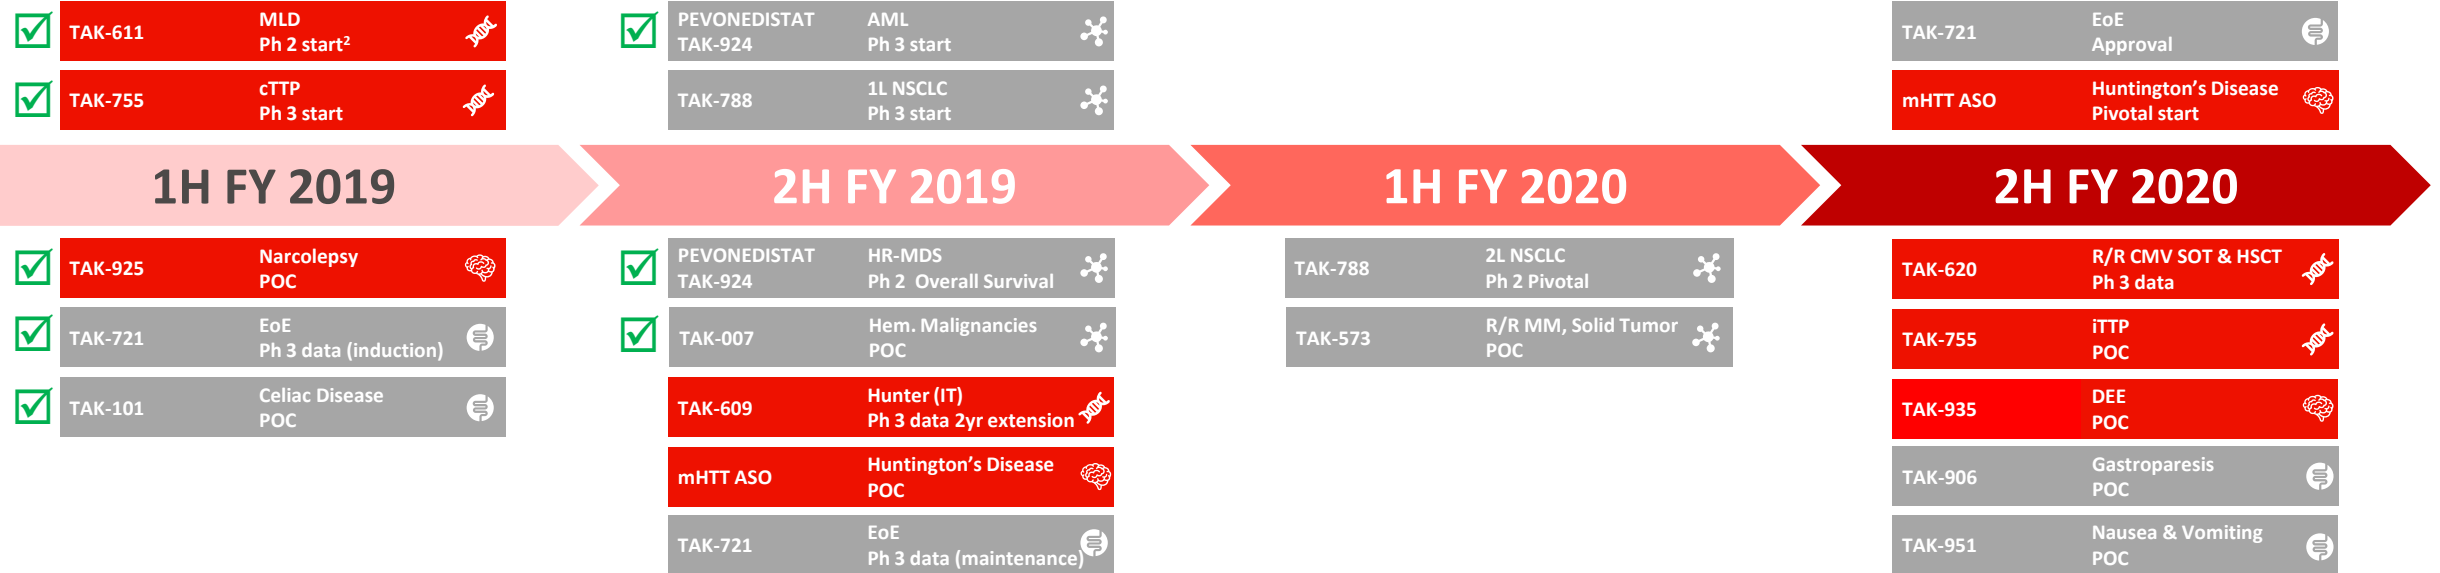 TAK-611
MLD
Ph 2 start²
TAK-755
cTTP
Ph 3 start
PEVONEDISTAT
TAK-924
AML
Ph 3 start
TAK-788
1L NSCLC
Ph 3 start
TAK-721
EoE
Approval
mHTT ASO
Huntington's Disease
Pivotal start
1H FY 2019
2H FY 2019
1H FY 2020
2H FY 2020
TAK-925
Narcolepsy
POC
TAK-721
EoE
Ph 3 data (induction)
TAK-101
Celiac Disease
POC
PEVONEDISTAT
TAK-924
HR-MDS
Ph 2 Overall Survival
TAK-007
Hem. Malignancies
POC
TAK-609
Hunter (IT)
Ph 3 data 2yr extension
mHTT ASO
Huntington's Disease
POC
TAK-721
EoE
Ph 3 data (maintenance)
TAK-788
2L NSCLC
Ph 2 Pivotal
TAK-573
R/R MM, Solid Tumor
POC
TAK-620
R/R CMV SOT & HSCT
Ph 3 data
TAK-755
iTTP
POC
TAK-935
DEE
POC
TAK-906
Gastroparesis
POC
TAK-951
Nausea & Vomiting
POC